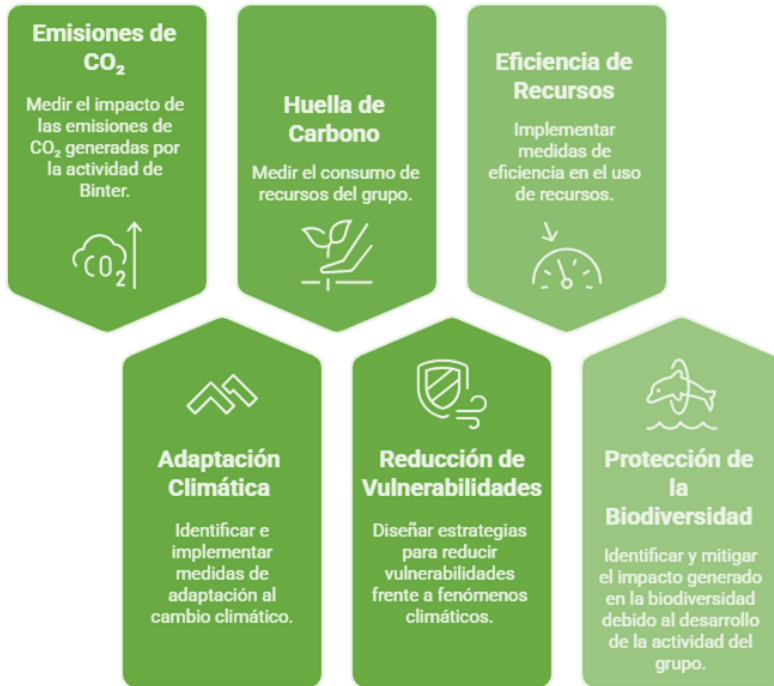 Emisiones de
CO₂
Medir el impacto de
las emisiones de
CO₂ generadas por
la actividad de
Binter.
CO₂
Huella de
Carbono
Medir el consumo de
recursos del grupo.
Eficiencia de
Recursos
Implementar
medidas de
eficiencia en el uso
de recursos.
Adaptación
Climática
Identificar e
implementar
medidas de
adaptación al
cambio climático.
Reducción de
Vulnerabilidades
Diseñar estrategias
para reducir
vulnerabilidades
frente a fenómenos
climáticos.
Protección de
la
Biodiversidad
Identificar y mitigar
el impacto generado
en la biodiversidad
debido al desarrollo
de la actividad del
grupo.